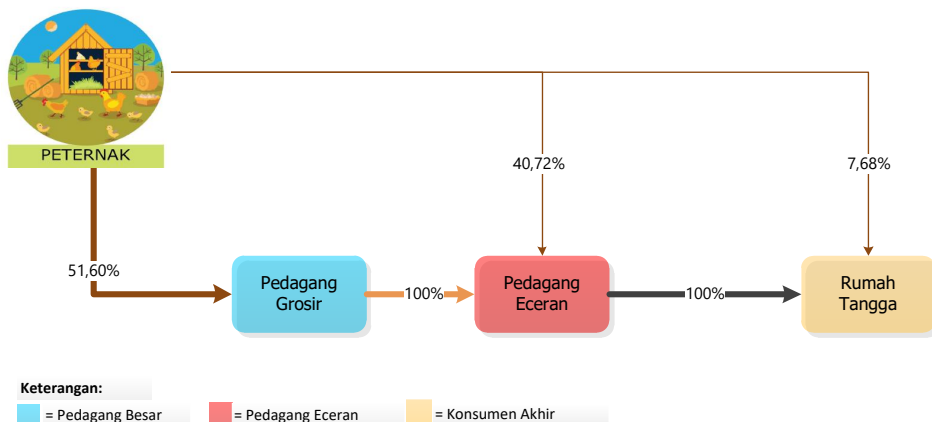 PETERNAK
40,72%
7,68%
51,60%
Pedagang
Grosir
100%
Pedagang
Eceran
100%
Rumah
Tangga
Keterangan:
= Pedagang Besar
= Pedagang Eceran
= Konsumen Akhir